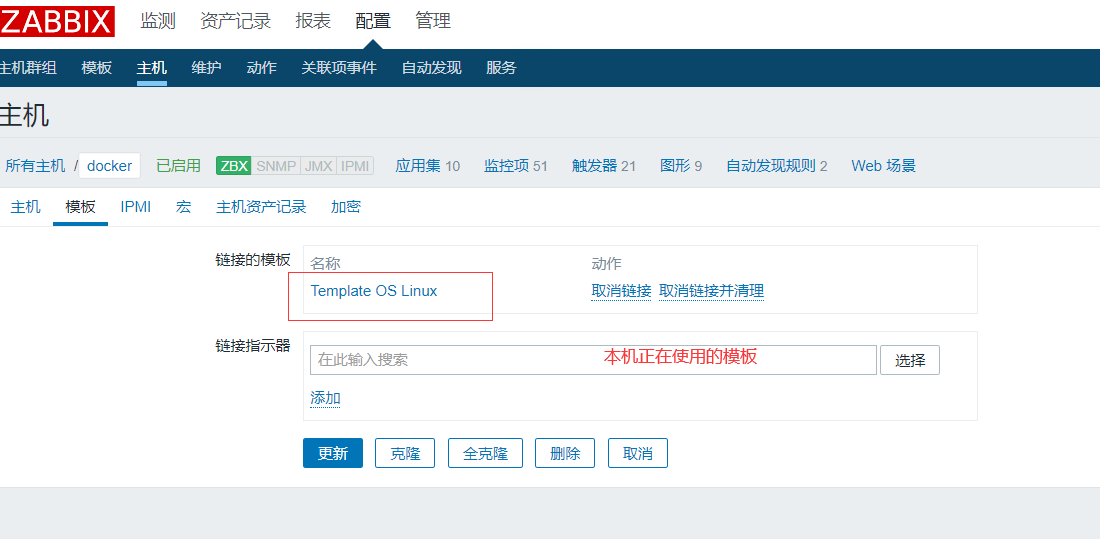 ZABBIX 监测 资产记录 报表 配置 管理
主机群组 模板 主机 维护 动作 关联项事件 自动发现 服务
主机
所有主机 / docker 已启用 ZBX SNMP JMX IPMI 应用集 10 监控项 51 触发器 21 图形 9 自动发现规则 2 Web 场景
主机 模板 IPMI 宏 主机资产记录 加密
链接的模板 名称 动作
Template OS Linux 取消链接 取消链接并清理
链接指示器 在此输入搜索 本机正在使用的模板 选择
添加
更新 克隆 全克隆 删除 取消